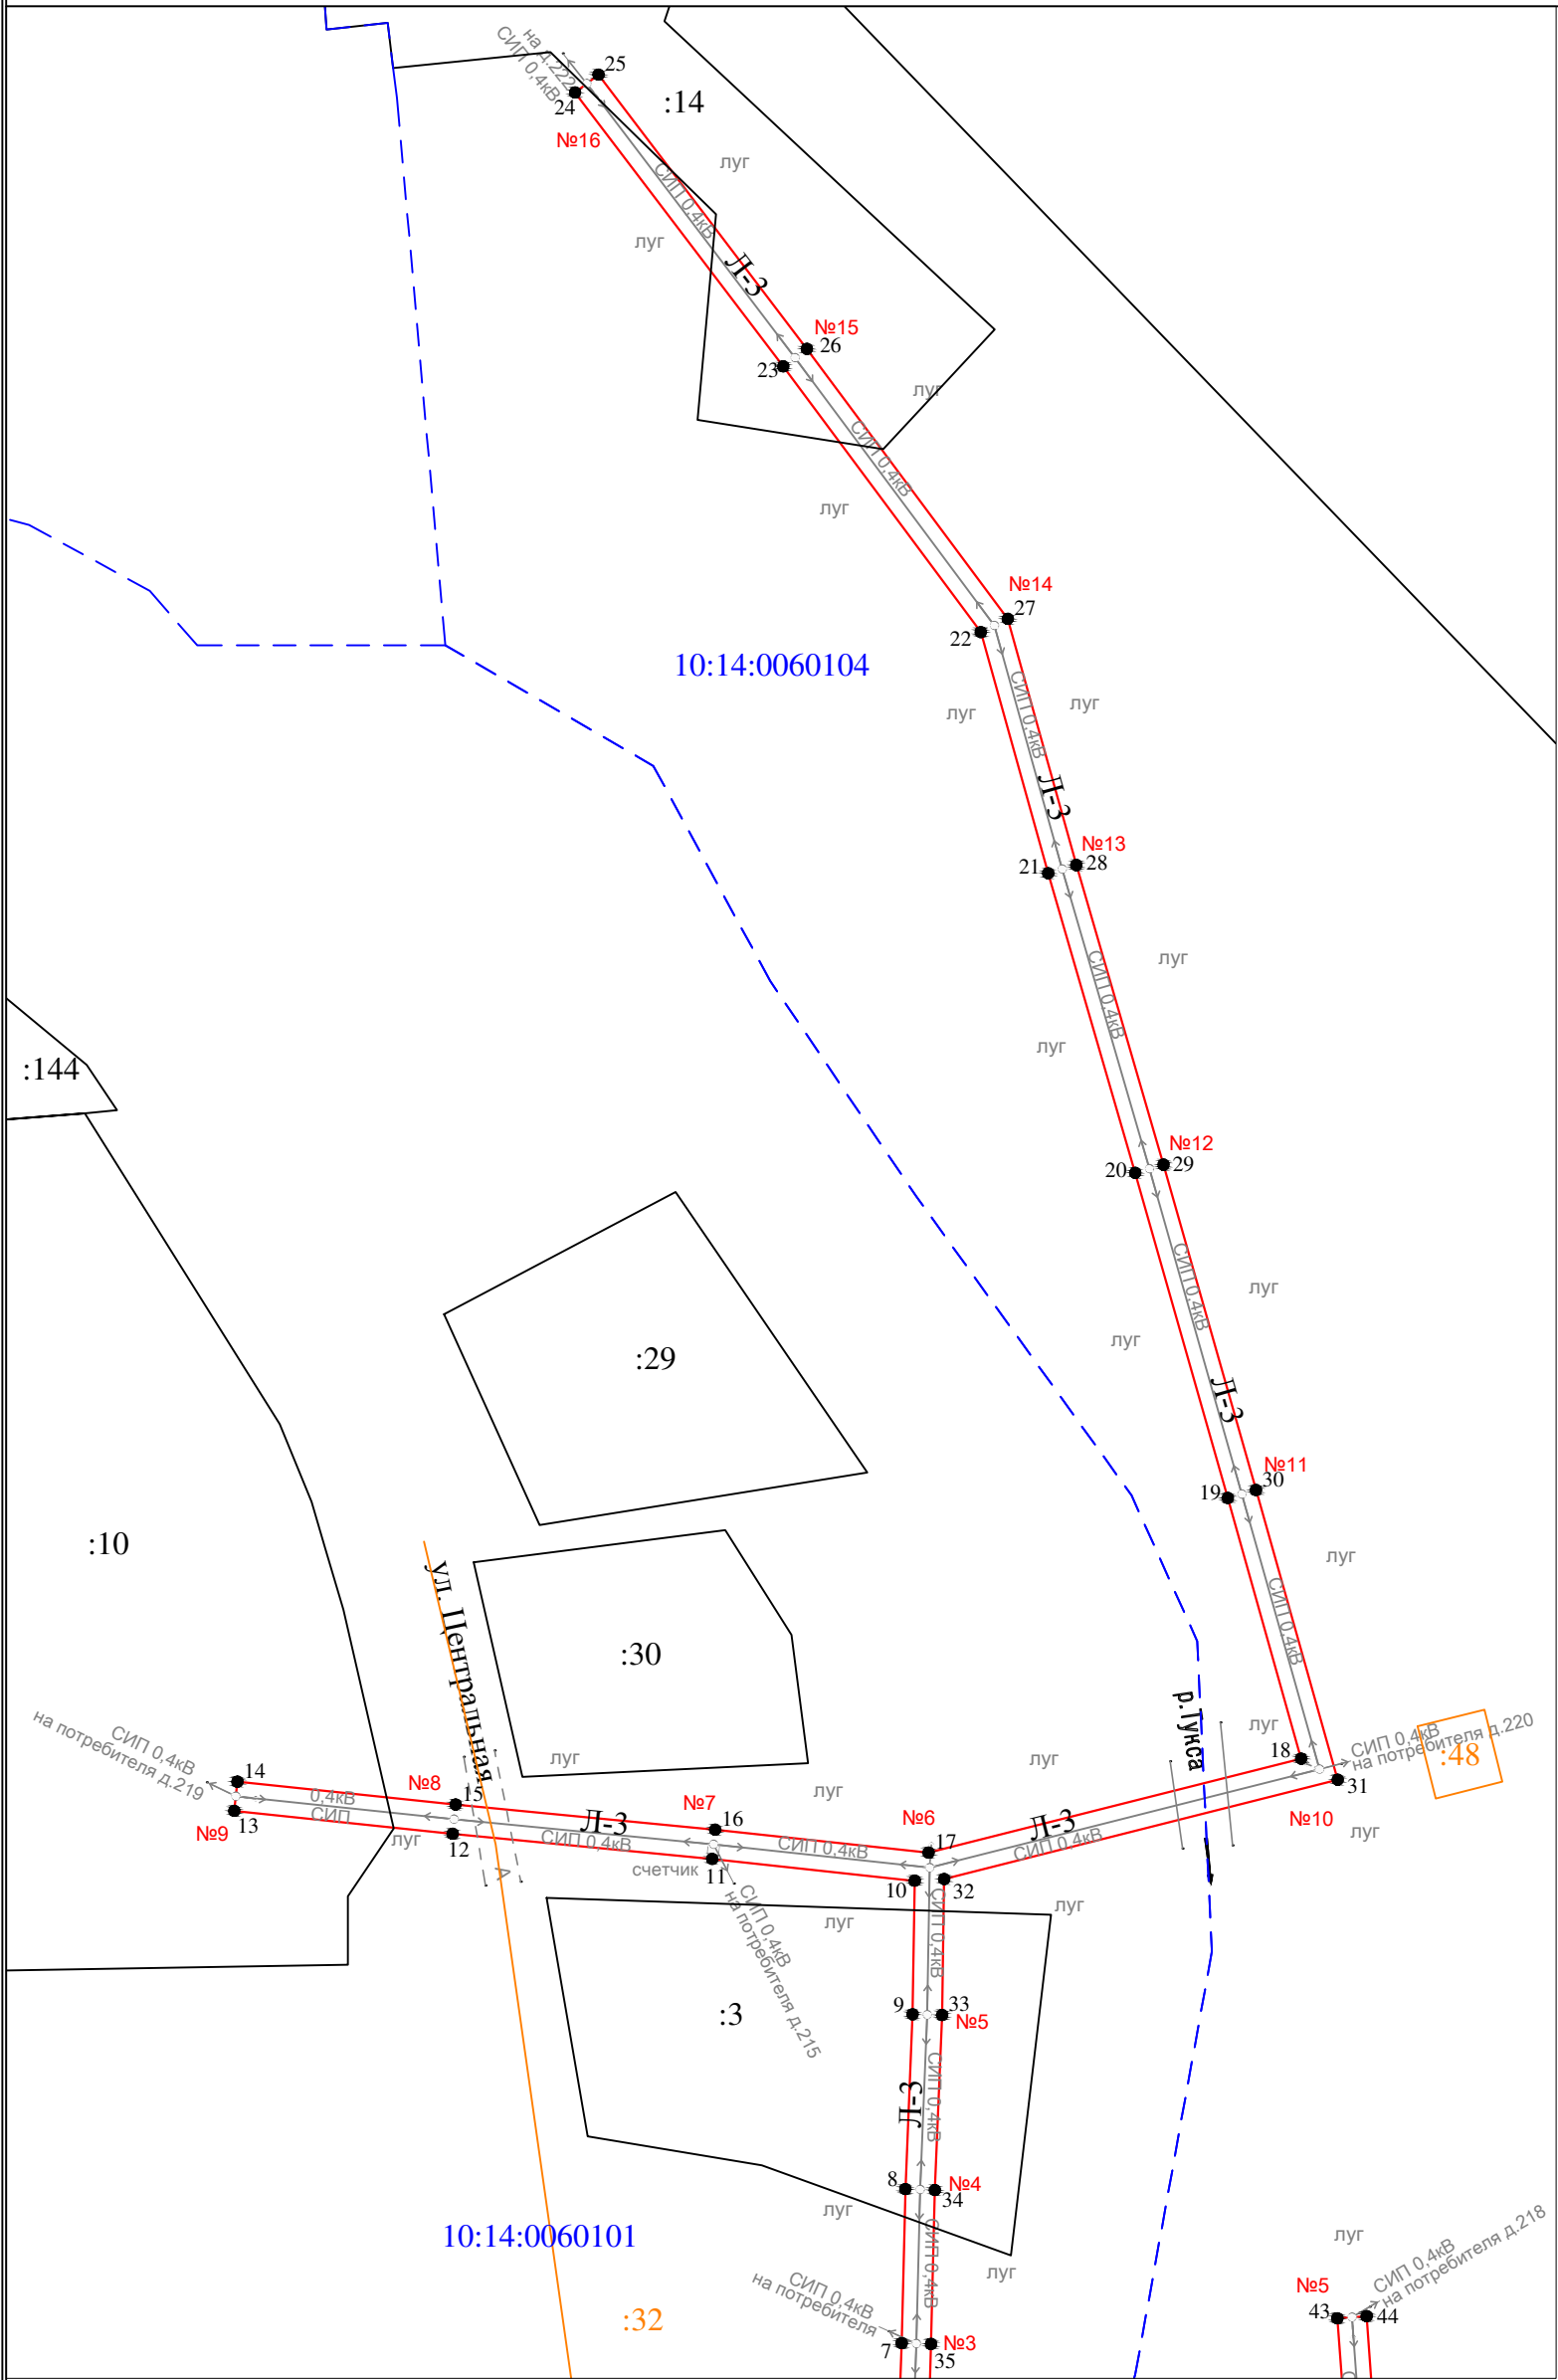 на д.222
СИП 0,4кВ
25
24
:14
№16
луг
СИП 0,4кВ
луг
Л-3
№15
26
23
луг
СИП 0,4кВ
луг
№14
27
22
10:14:0060104
СИП 0,4кВ
луг
луг
Л-3
№13
28
21
луг
СИП 0,4кВ
луг
:144
№12
29
20
СИП 0,4кВ
луг
луг
:29
Л-3
№11
30
19
:10
луг
ул. Центральная
СИП 0,4кВ
:30
р.Тукса
луг
СИП 0,4кВ
на потребителя д.220
:48
18
31
№10
луг
СИП 0,4кВ
на потребителя д.219
14
луг
луг
луг
№8
15
0,4кВ
СИП
№9
13
луг
12
А
Л-3
СИП 0,4кВ
№7
16
счетчик
11
СИП 0,4кВ
на потребителя д.215
СИП 0,4кВ
№6
17
Л-3
СИП 0,4кВ
10
32
луг
луг
СИП 0,4кВ
:3
9
33
№5
СИП 0,4кВ
Л-3
8
№4
34
луг
10:14:0060101
СИП 0,4кВ
луг
луг
СИП 0,4кВ
на потребителя
:32
7
№3
35
№5
43
44
СИП 0,4кВ
на потребителя д.218
С